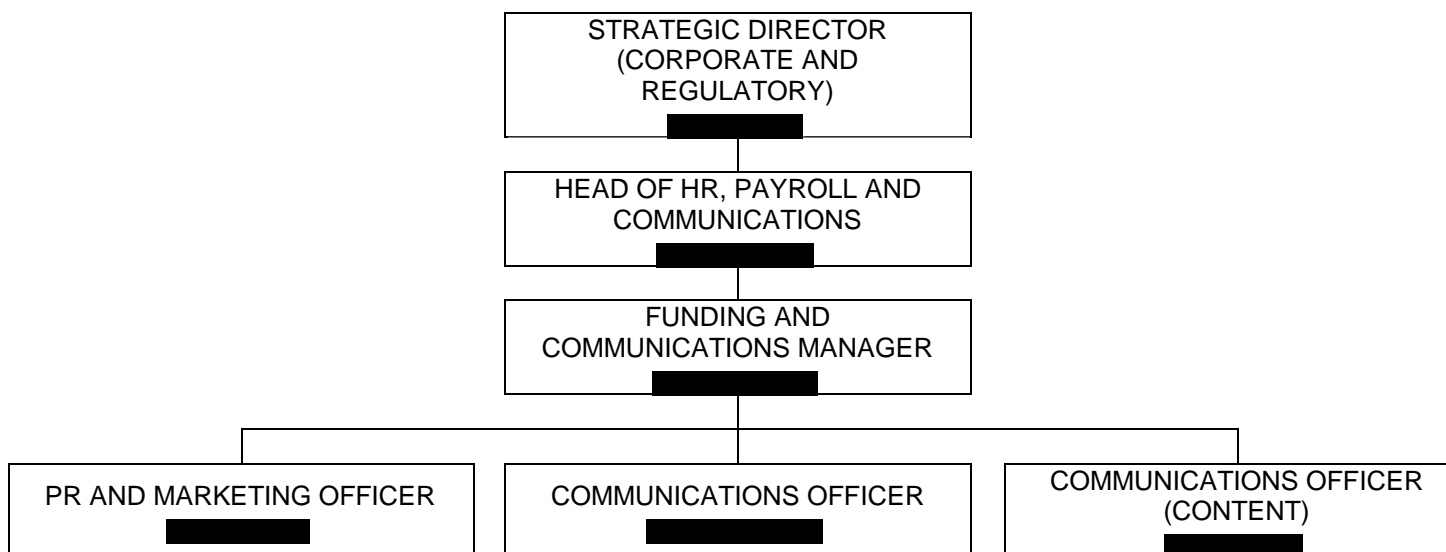 STRATEGIC DIRECTOR
(CORPORATE AND
REGULATORY)
HEAD OF HR, PAYROLL AND
COMMUNICATIONS
FUNDING AND
COMMUNICATIONS MANAGER
PR AND MARKETING OFFICER
COMMUNICATIONS OFFICER
COMMUNICATIONS OFFICER
(CONTENT)